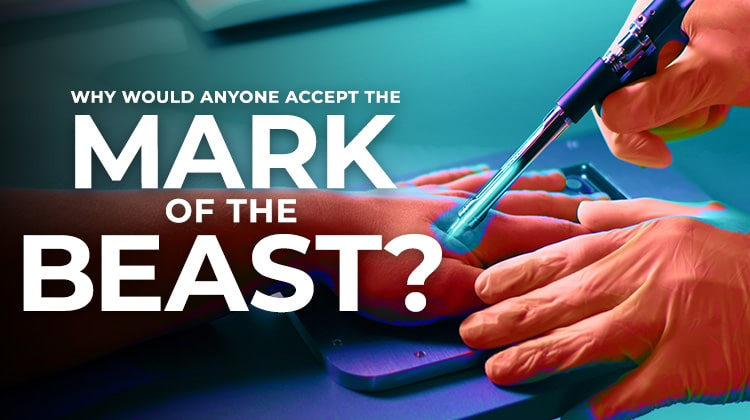 WHY WOULD ANYONE ACCEPT THE
MARK
OF THE
BEAST?